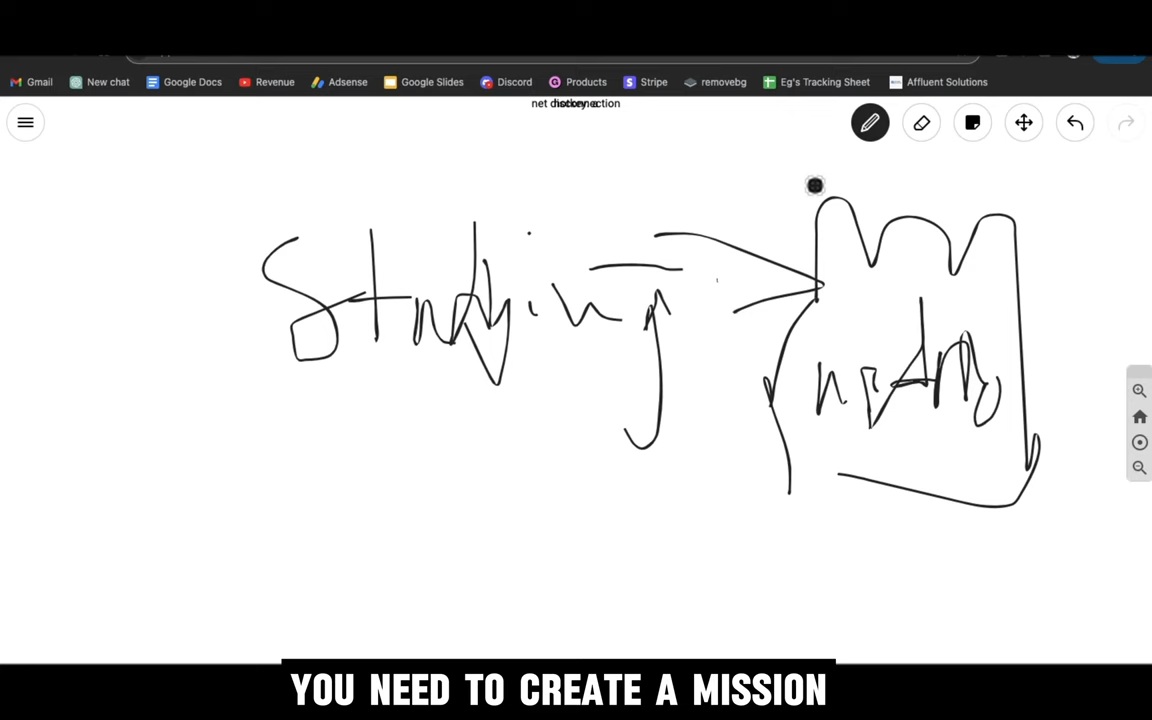 Gmail New chat Google Docs Revenue Adsense Google Slides Discord Products Stripe removebg Eg's Tracking Sheet Affluent Solutions
Studying
YOU NEED TO CREATE A MISSION